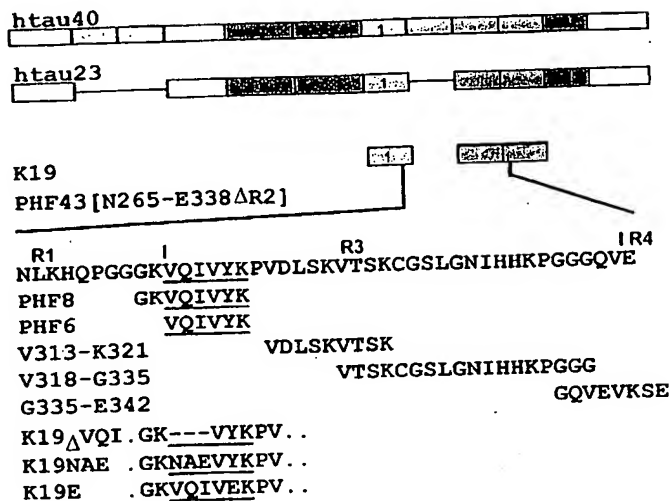 htau40
1
htau23
1
1
K19
PHF43[N265-E338ΔR2]
R1 I R3 I R4
NLKHQPGGGKVQIVYKPVDLSKVTSKCGSLGNIHHKPGGGQVE
PHF8 GKVQIVYK
PHF6 VQIVYK
V313-K321 VDLSKVTSK
V318-G335 VTSKCGSLGNIHHKPGGG
G335-E342 GQVEVKSE
K19ΔVQI .GK---VYKPV..
K19NAE .GKNAEVYKPV..
K19E .GKVQIVEKPV..